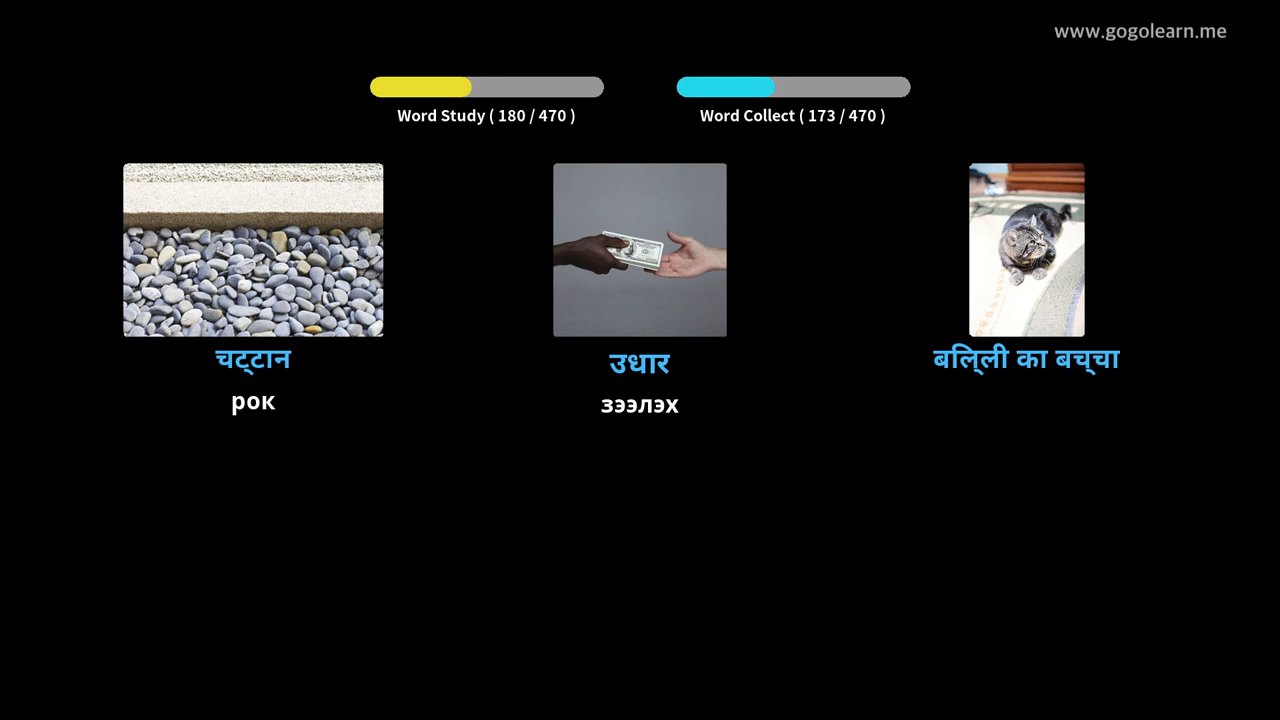 www.gogolearn.me
Word Study ( 180 / 470 )
Word Collect ( 173 / 470 )
चट्टान
рок
उधार
зээлэх
बिल्ली का बच्चा